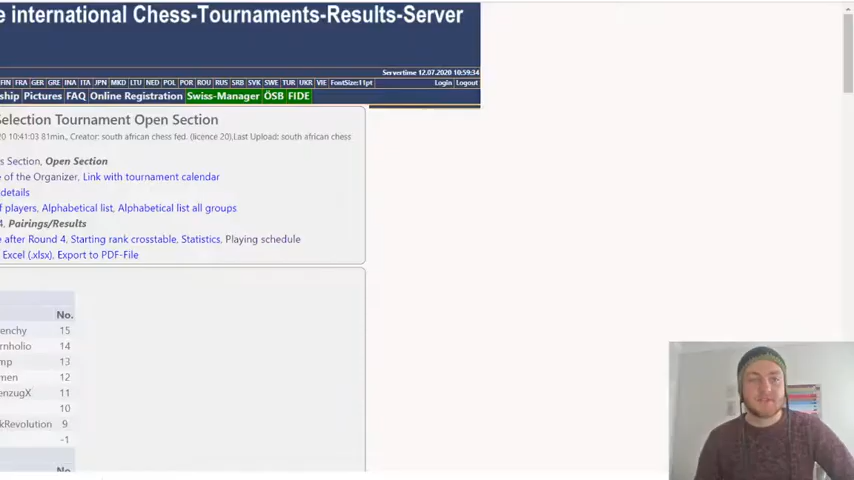 e international Chess-Tournaments-Results-Server
Servertime 12.07.2020 10:59:34
FIN FRA GER GRE INA ITA JPN MKD LTU NED POL POR ROU RUS SRB SVK SWE TUR UKR VIE FontSize:11pt
Login Logout
ship Pictures FAQ Online Registration Swiss-Manager ÖSB FIDE
Selection Tournament Open Section
20 10:41:03 81min., Creator: south african chess fed. (licence 20),Last Upload: south african chess
s Section, Open Section
e of the Organizer, Link with tournament calendar
details
f players, Alphabetical list, Alphabetical list all groups
4, Pairings/Results
e after Round 4, Starting rank crosstable, Statistics, Playing schedule
Excel (.xlsx), Export to PDF-File
No.
renchy 15
rnholio 14
mp 13
men 12
enzugX 11
10
kRevolution 9
-1
No.